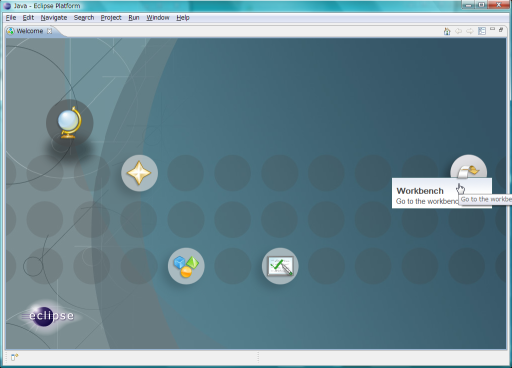 Java - Eclipse Platform
File Edit Navigate Search Project Run Window Help
Welcome
Workbench
Go to the workbench
Go to the workbe
eclipse